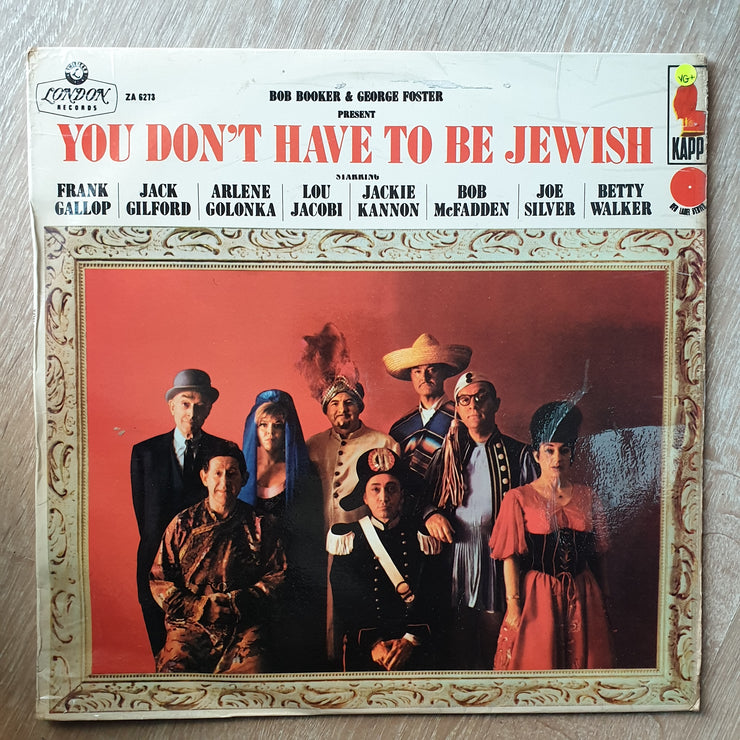 LONDON
RECORDS
ZA 6273
BOB BOOKER & GEORGE FOSTER
PRESENT
YOU DON'T HAVE TO BE JEWISH
STARRING
FRANK GALLOP
JACK GILFORD
ARLENE GOLONKA
LOU JACOBI
JACKIE KANNON
BOB McFADDEN
JOE SILVER
BETTY WALKER
VG+
KAPP